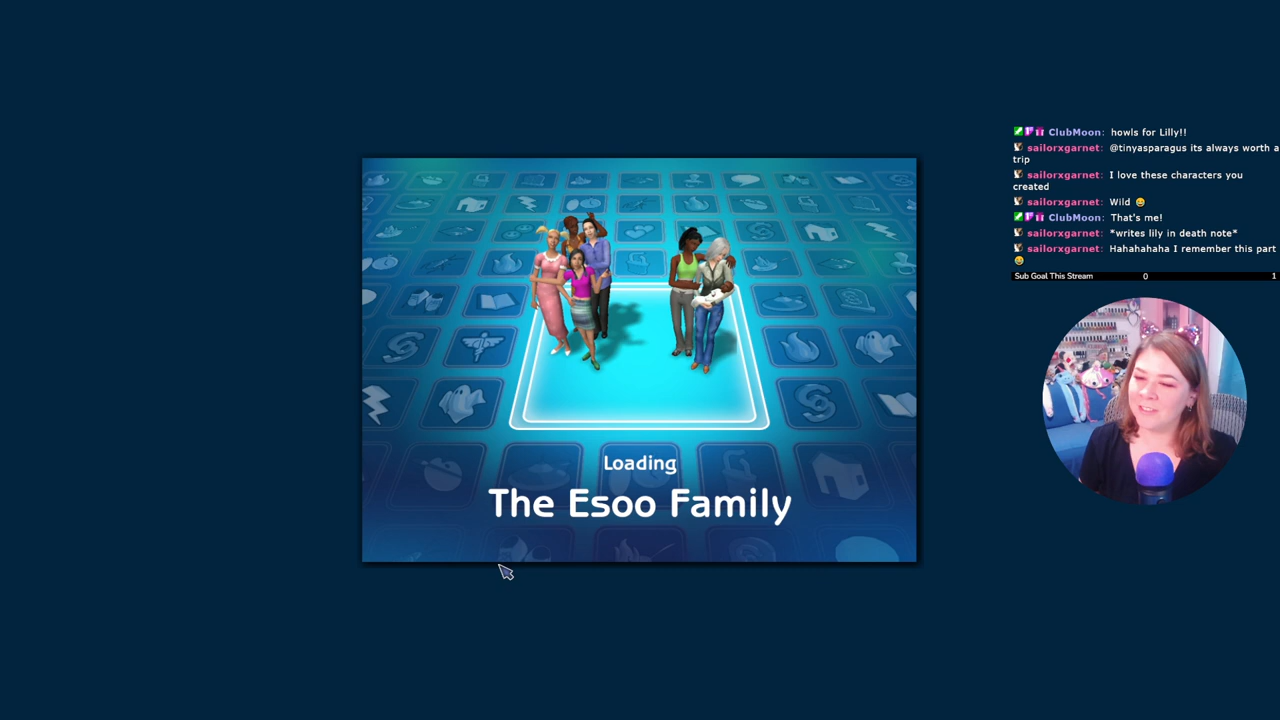 ClubMoon: howls for Lilly!!
sailorxgarnet: @tinyasparagus its always worth a
trip
sailorxgarnet: I love these characters you
created
sailorxgarnet: Wild
ClubMoon: That's me!
sailorxgarnet: *writes lily in death note*
sailorxgarnet: Hahahahaha I remember this part
Sub Goal This Stream 0 1
Loading
The Esoo Family